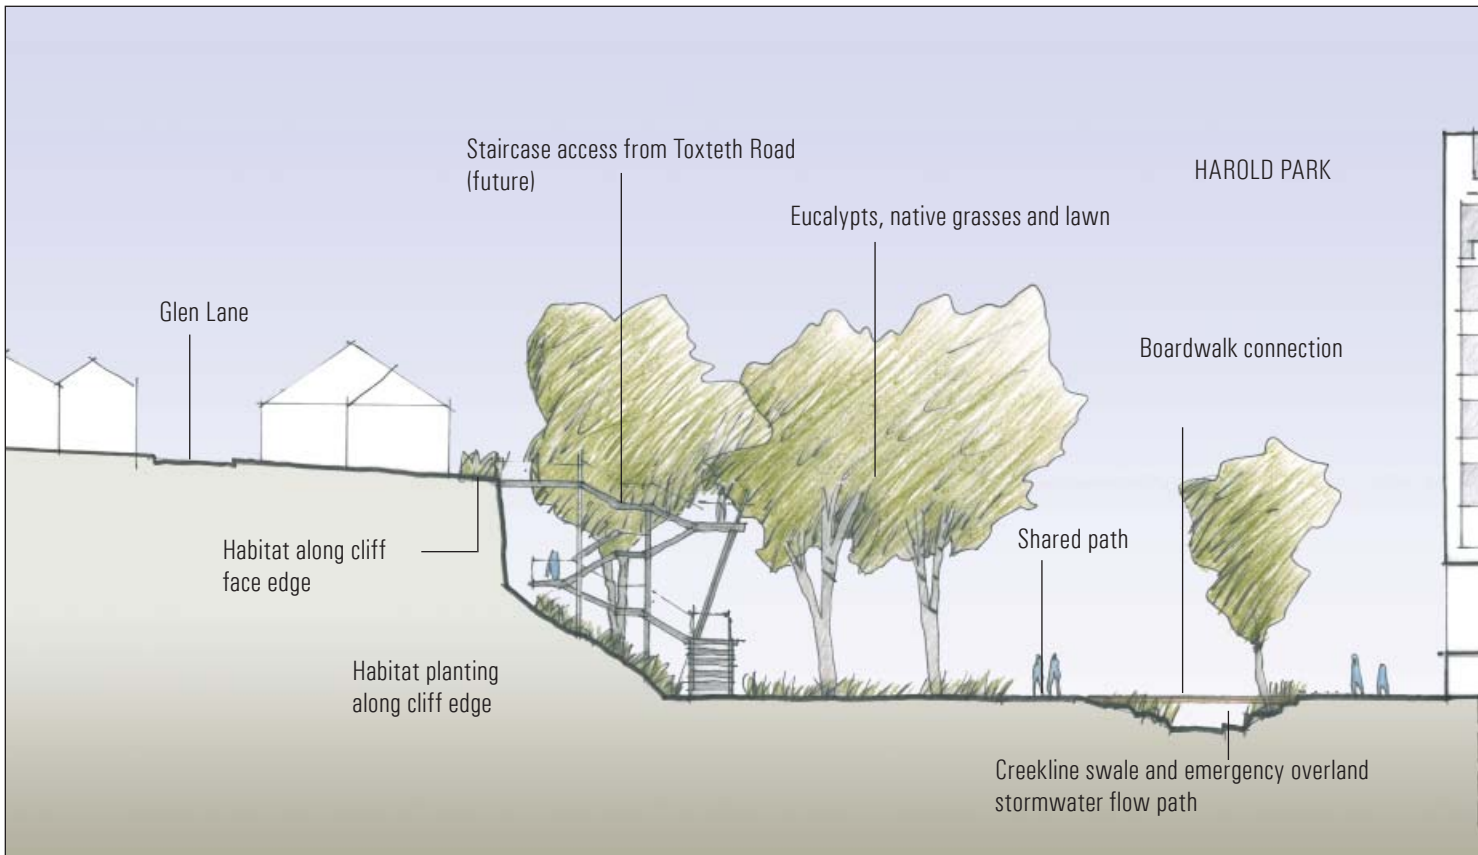 Staircase access from Toxteth Road
(future)
HAROLD PARK
Eucalypts, native grasses and lawn
Glen Lane
Boardwalk connection
Shared path
Habitat along cliff
face edge
Habitat planting
along cliff edge
Creekline swale and emergency overland
stormwater flow path